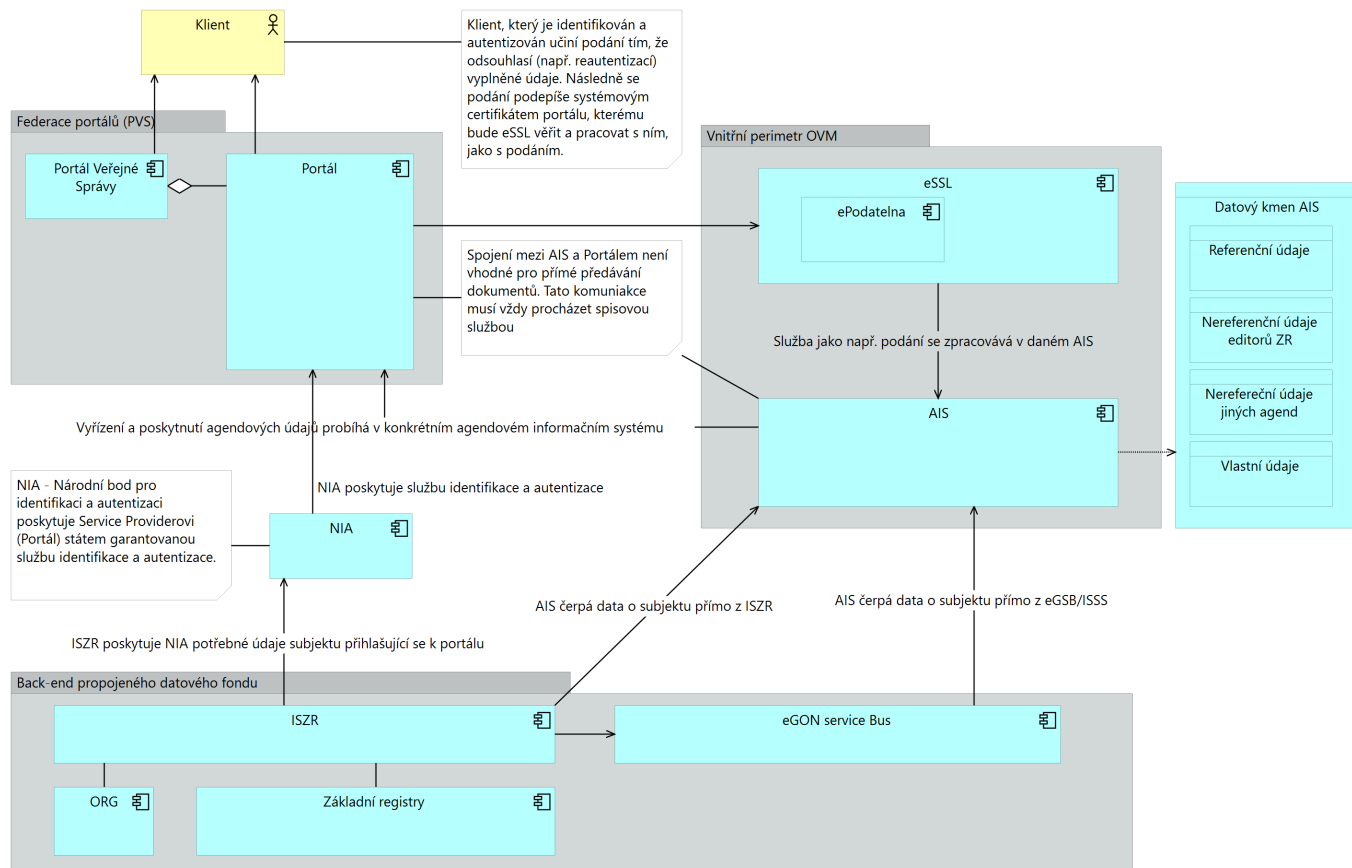 Klient
Klient, který je identifikován a
autentizován učiní podání tím, že
odsouhlasí (např. reautentizací)
vyplněné údaje. Následně se
podání podepíše systémovým
certifikátem portálu, kterému
bude eSSL věřit a pracovat s ním,
jako s podáním.
Federace portálů (PVS)
Portál Veřejné
Správy
Portál
Vnitřní perimetr OVM
eSSL
ePodatelna
Datový kmen AIS
Referenční údaje
Nereferenční údaje
editorů ZR
Nerefereční údaje
jiných agend
Vlastní údaje
Spojení mezi AIS a Portálem není
vhodné pro přímé předávání
dokumentů. Tato komuniakce
musí vždy procházet spisovou
službou
Služba jako např. podání se zpracovává v daném AIS
AIS
Vyřízení a poskytnutí agendových údajů probíhá v konkrétním agendovém informačním systému
NIA - Národní bod pro
identifikaci a autentizaci
poskytuje Service Providerovi
(Portál) státem garantovanou
službu identifikace a autentizace.
NIA poskytuje službu identifikace a autentizace
NIA
AIS čerpá data o subjektu přímo z ISZR
AIS čerpá data o subjektu přímo z eGSB/ISSS
ISZR poskytuje NIA potřebné údaje subjektu přihlašující se k portálu
Back-end propojeného datového fondu
ISZR
eGON service Bus
ORG
Základní registry